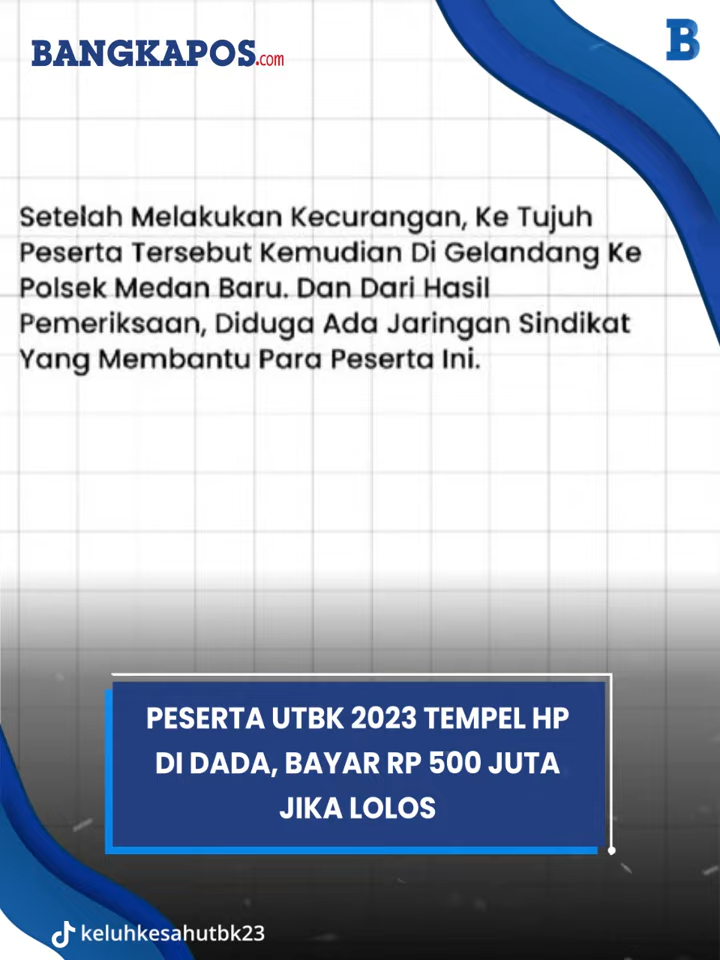 BANGKAPOS.com
B
Setelah Melakukan Kecurangan, Ke Tujuh
Peserta Tersebut Kemudian Di Gelandang Ke
Polsek Medan Baru. Dan Dari Hasil
Pemeriksaan, Diduga Ada Jaringan Sindikat
Yang Membantu Para Peserta Ini.
PESERTA UTBK 2023 TEMPEL HP
DI DADA, BAYAR RP 500 JUTA
JIKA LOLOS
keluhkesahutbk23